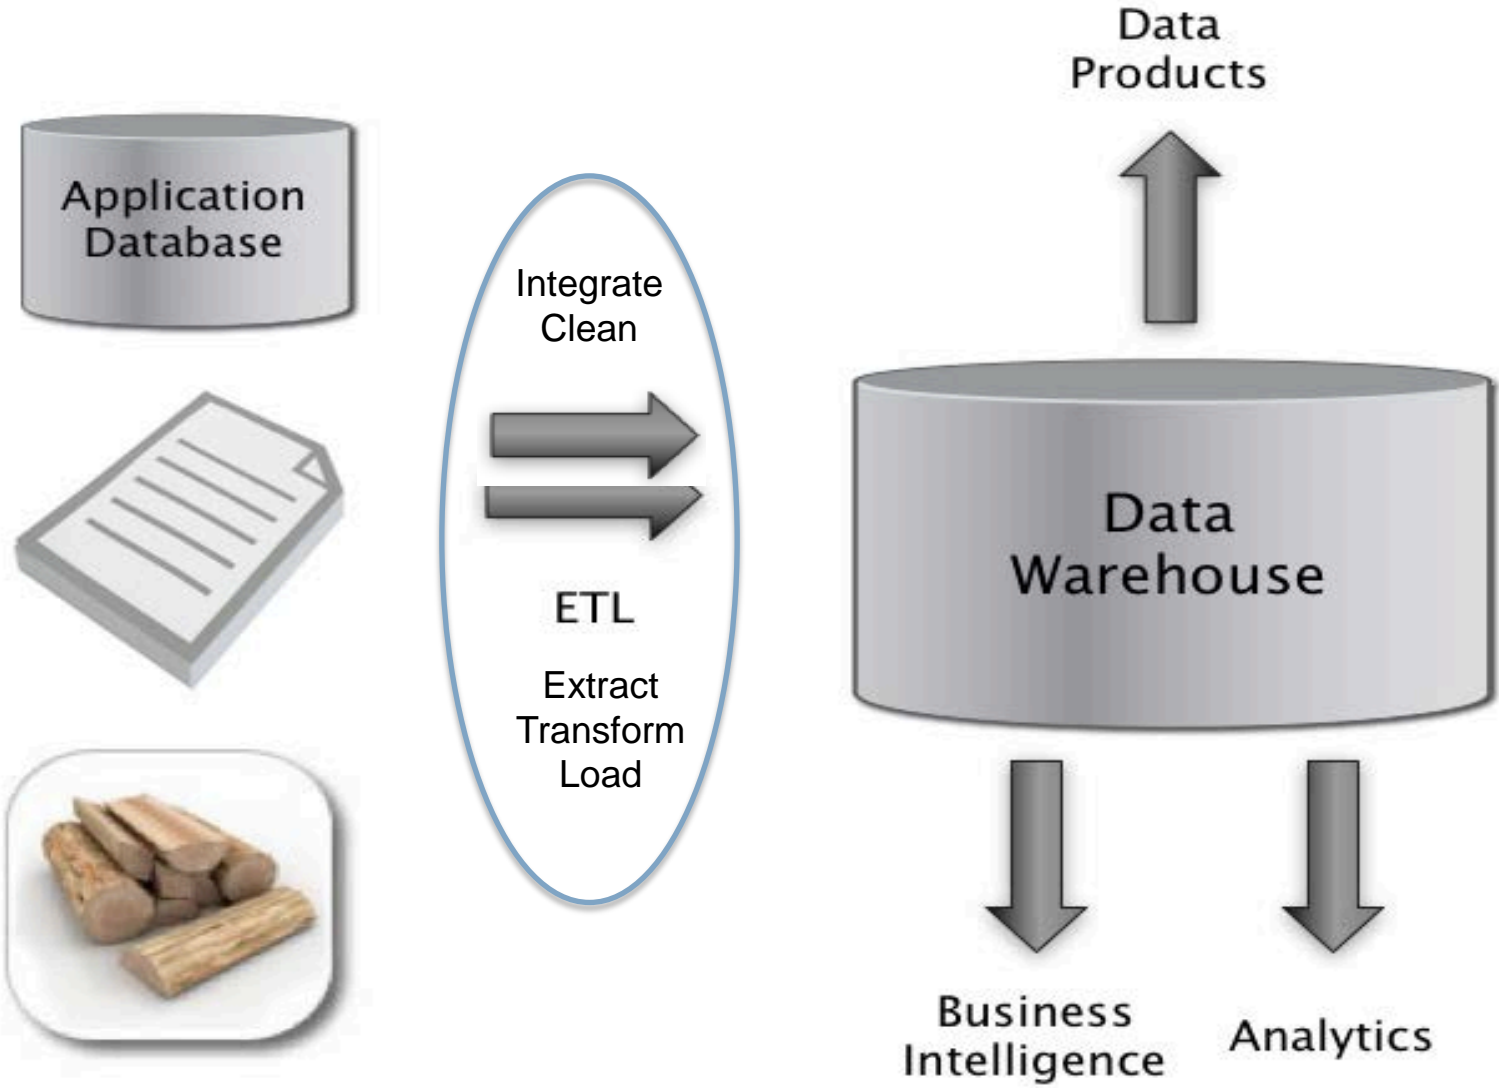 Application
Database
Integrate
Clean
ETL
Extract
Transform
Load
Data
Products
Data
Warehouse
Business
Intelligence
Analytics